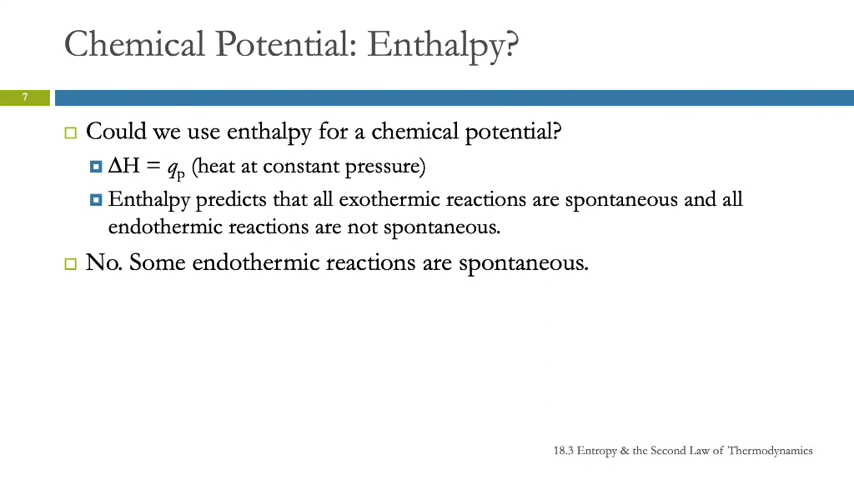 Chemical Potential: Enthalpy?
7
Could we use enthalpy for a chemical potential?
ΔH = qp (heat at constant pressure)
Enthalpy predicts that all exothermic reactions are spontaneous and all
endothermic reactions are not spontaneous.
No. Some endothermic reactions are spontaneous.
18.3 Entropy & the Second Law of Thermodynamics